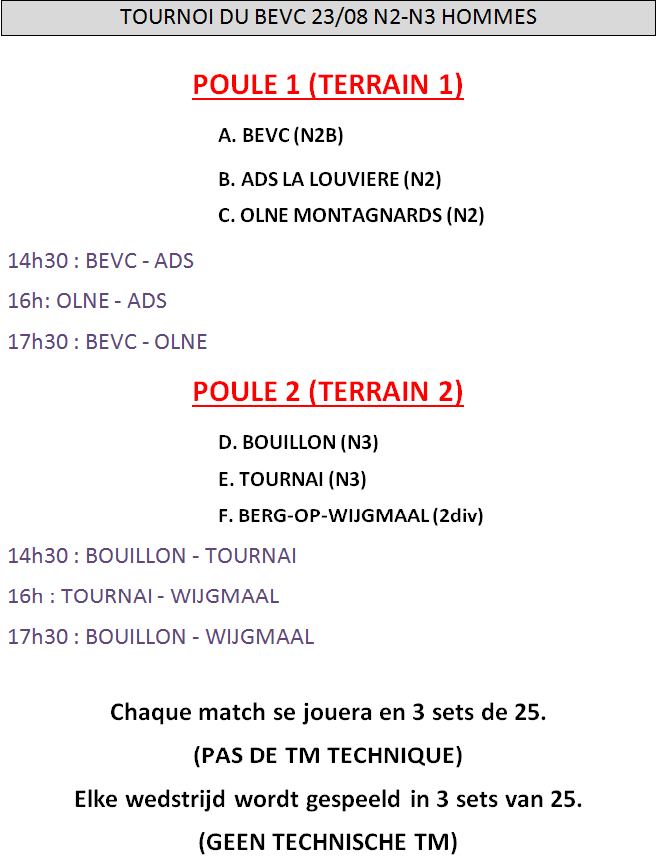 TOURNOI DU BEVC 23/08 N2-N3 HOMMES
POULE 1 (TERRAIN 1)
A. BEVC (N2B)
B. ADS LA LOUVIERE (N2)
C. OLNE MONTAGNARDS (N2)
14h30 : BEVC - ADS
16h: OLNE - ADS
17h30 : BEVC - OLNE
POULE 2 (TERRAIN 2)
D. BOUILLON (N3)
E. TOURNAI (N3)
F. BERG-OP-WIJGMAAL (2div)
14h30 : BOUILLON - TOURNAI
16h : TOURNAI - WIJGMAAL
17h30 : BOUILLON - WIJGMAAL
Chaque match se jouera en 3 sets de 25.
(PAS DE TM TECHNIQUE)
Elke wedstrijd wordt gespeeld in 3 sets van 25.
(GEEN TECHNISCHE TM)